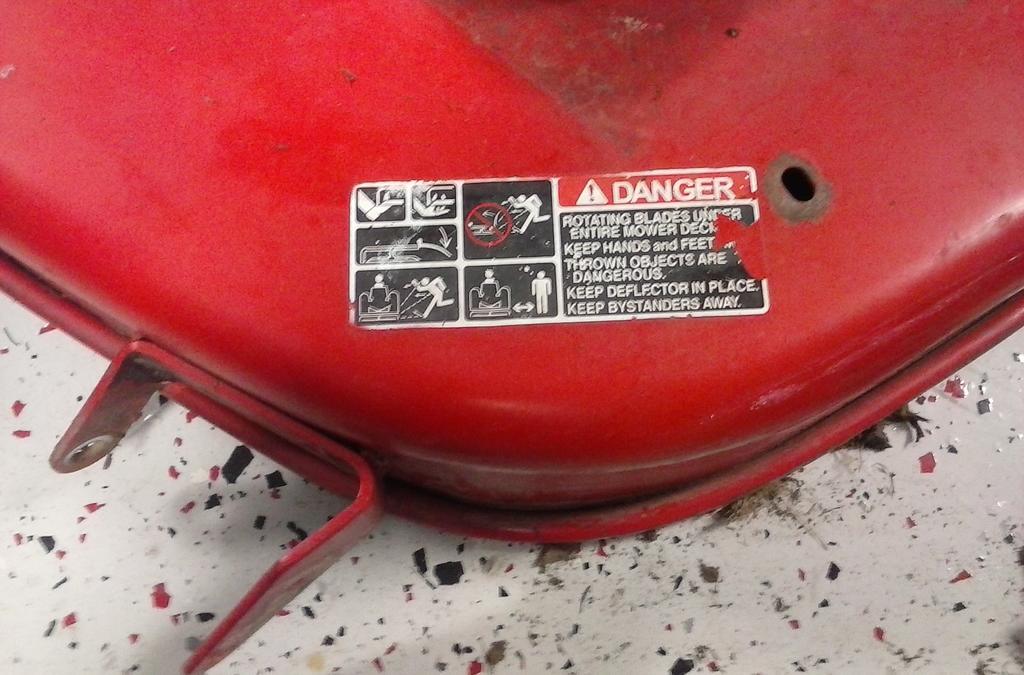 DANGER
ROTATING BLADES UNDER
ENTIRE MOWER DECK
KEEP HANDS and FEET
THROWN OBJECTS ARE
DANGEROUS.
KEEP DEFLECTOR IN PLACE.
KEEP BYSTANDERS AWAY.